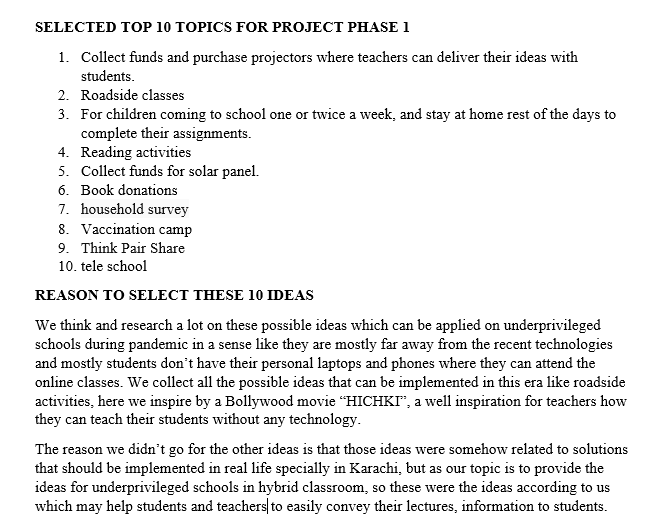 SELECTED TOP 10 TOPICS FOR PROJECT PHASE 1
1. Collect funds and purchase projectors where teachers can deliver their ideas with
students.
2. Roadside classes
3. For children coming to school one or twice a week, and stay at home rest of the days to
complete their assignments.
4. Reading activities
5. Collect funds for solar panel.
6. Book donations
7. household survey
8. Vaccination camp
9. Think Pair Share
10. tele school
REASON TO SELECT THESE 10 IDEAS
We think and research a lot on these possible ideas which can be applied on underprivileged
schools during pandemic in a sense like they are mostly far away from the recent technologies
and mostly students don’t have their personal laptops and phones where they can attend the
online classes. We collect all the possible ideas that can be implemented in this era like roadside
activities, here we inspire by a Bollywood movie “HICHKI”, a well inspiration for teachers how
they can teach their students without any technology.
The reason we didn’t go for the other ideas is that those ideas were somehow related to solutions
that should be implemented in real life specially in Karachi, but as our topic is to provide the
ideas for underprivileged schools in hybrid classroom, so these were the ideas according to us
which may help students and teachers to easily convey their lectures, information to students.